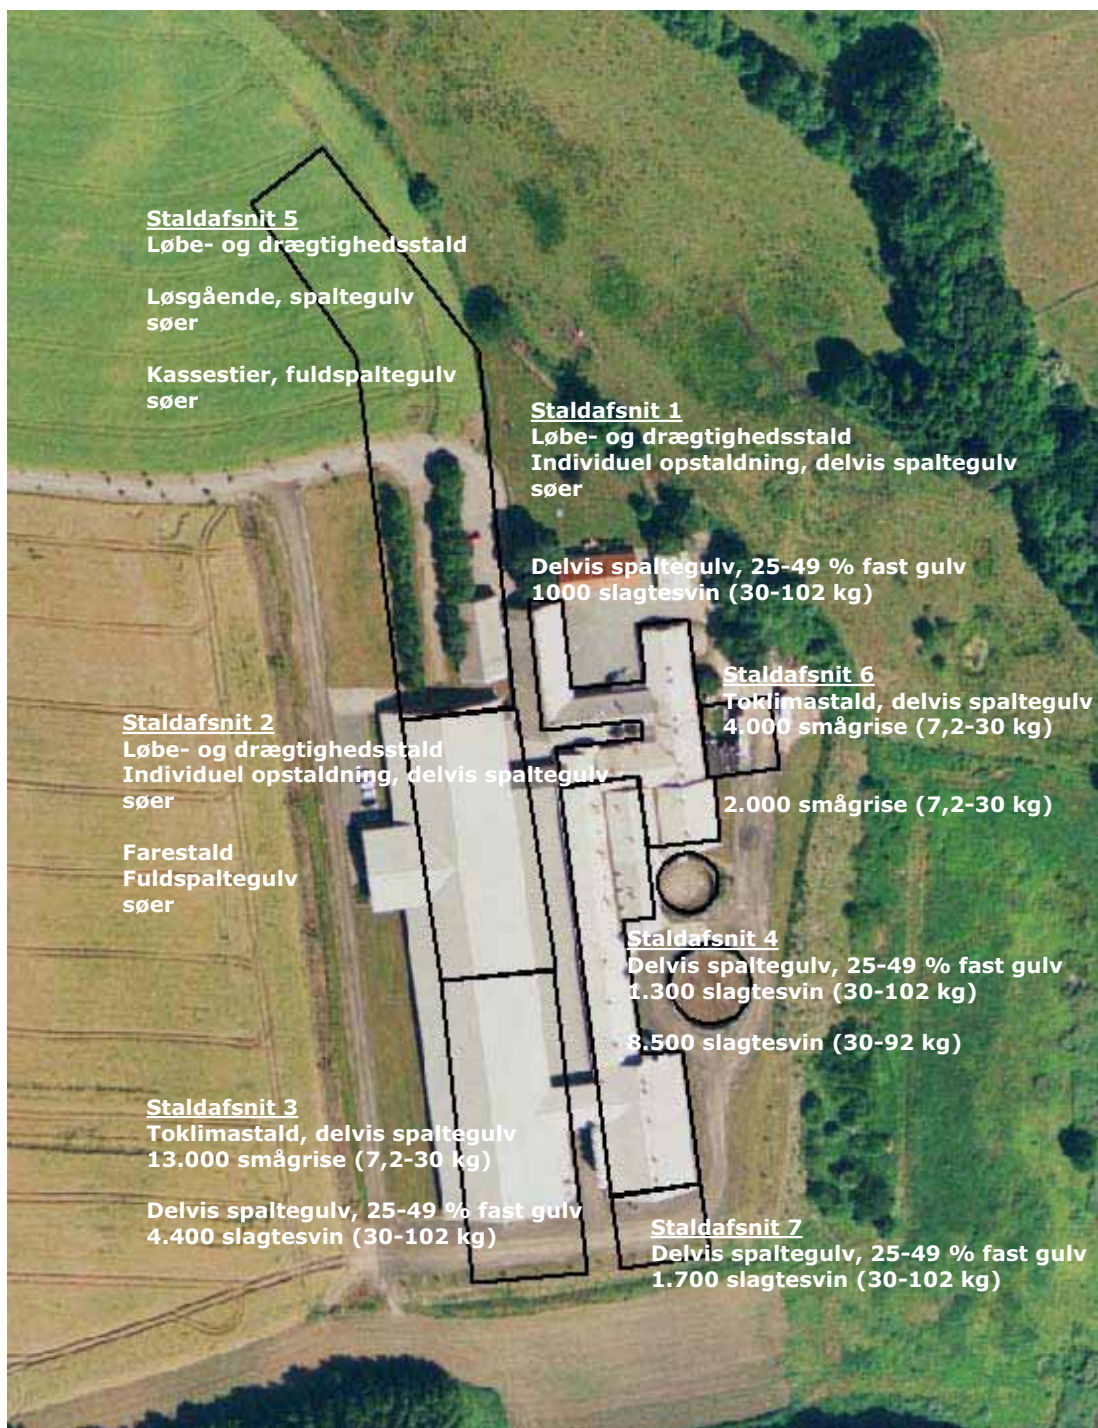 Staldafsnit 5
Løbe- og drægtighedsstald
Løsgående, spaltegulv
søer
Kassestier, fuldspaltegulv
søer
Staldafsnit 1
Løbe- og drægtighedsstald
Individuel opstaldning, delvis spaltegulv
søer
Delvis spaltegulv, 25-49 % fast gulv
1000 slagtesvin (30-102 kg)
Staldafsnit 6
Toklimastald, delvis spaltegulv
4.000 smågrise (7,2-30 kg)
2.000 smågrise (7,2-30 kg)
Staldafsnit 2
Løbe- og drægtighedsstald
Individuel opstaldning, delvis spaltegulv
søer
Farestald
Fuldspaltegulv
søer
Staldafsnit 4
Delvis spaltegulv, 25-49 % fast gulv
1.300 slagtesvin (30-102 kg)
8.500 slagtesvin (30-92 kg)
Staldafsnit 3
Toklimastald, delvis spaltegulv
13.000 smågrise (7,2-30 kg)
Delvis spaltegulv, 25-49 % fast gulv
4.400 slagtesvin (30-102 kg)
Staldafsnit 7
Delvis spaltegulv, 25-49 % fast gulv
1.700 slagtesvin (30-102 kg)